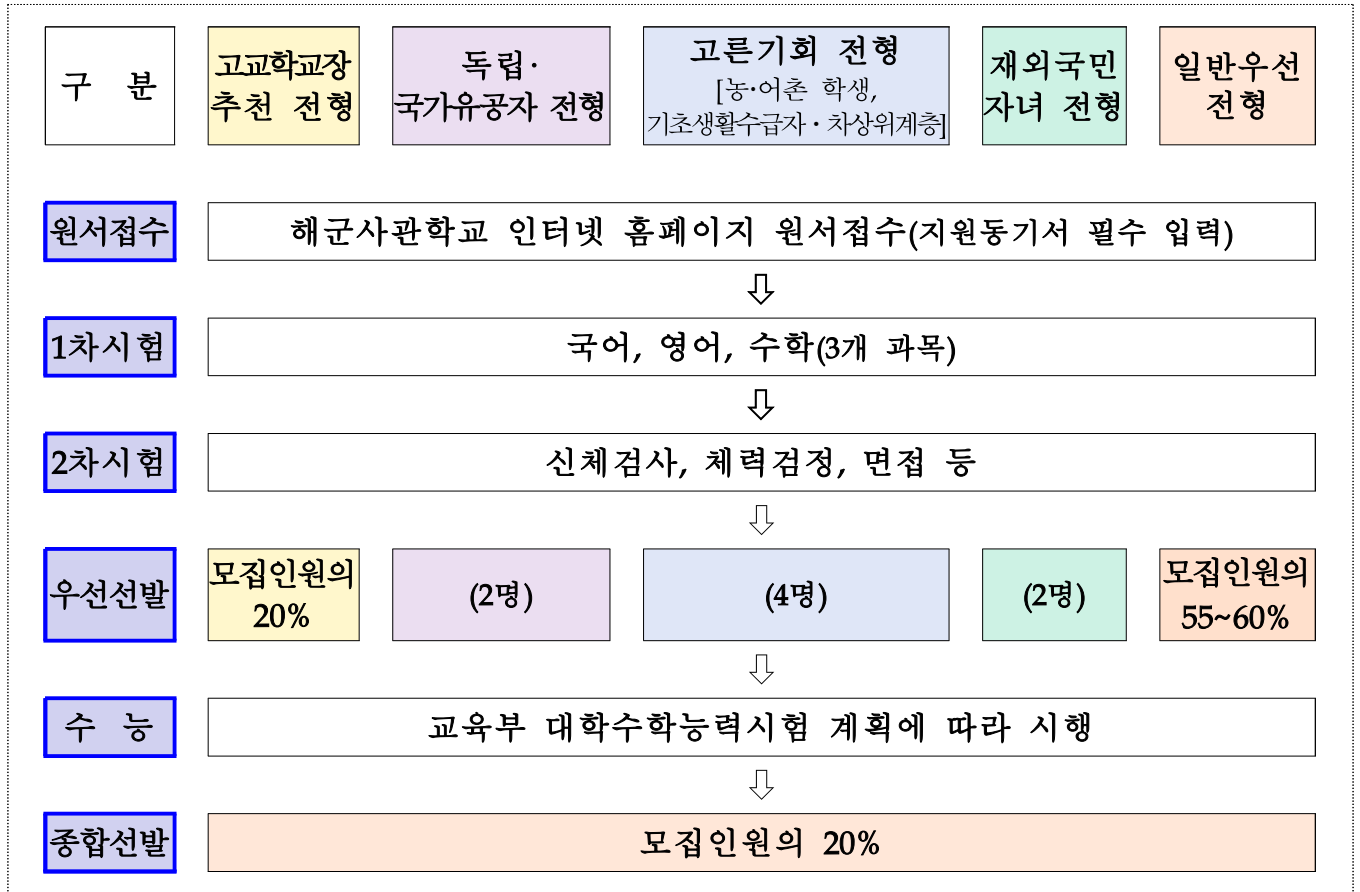 구 분
고교학교장
추천 전형
독립·
국가유공자 전형
고른기회 전형
[농·어촌 학생,
기초생활수급자·차상위계층]
재외국민
자녀 전형
일반우선
전형
원서접수
해군사관학교 인터넷 홈페이지 원서접수(지원동기서 필수 입력)
⇩
1차시험
국어, 영어, 수학(3개 과목)
⇩
2차시험
신체검사, 체력검정, 면접 등
⇩
우선선발
모집인원의
20%
(2명)
(4명)
(2명)
모집인원의
55~60%
⇩
수 능
교육부 대학수학능력시험 계획에 따라 시행
⇩
종합선발
모집인원의 20%